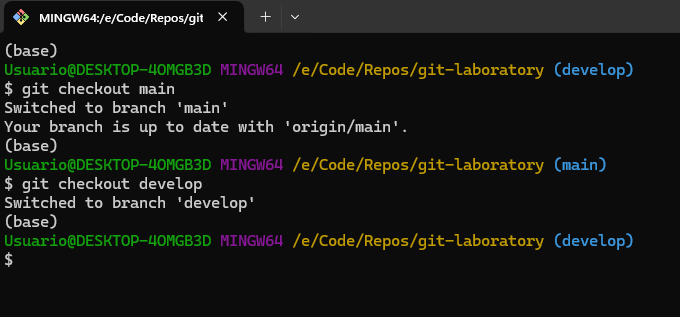 MINGW64:/e/Code/Repos/git
(base)
Usuario@DESKTOP-4OMGB3D MINGW64 /e/Code/Repos/git-laboratory (develop)
$ git checkout main
Switched to branch 'main'
Your branch is up to date with 'origin/main'.
(base)
Usuario@DESKTOP-4OMGB3D MINGW64 /e/Code/Repos/git-laboratory (main)
$ git checkout develop
Switched to branch 'develop'
(base)
Usuario@DESKTOP-4OMGB3D MINGW64 /e/Code/Repos/git-laboratory (develop)
$